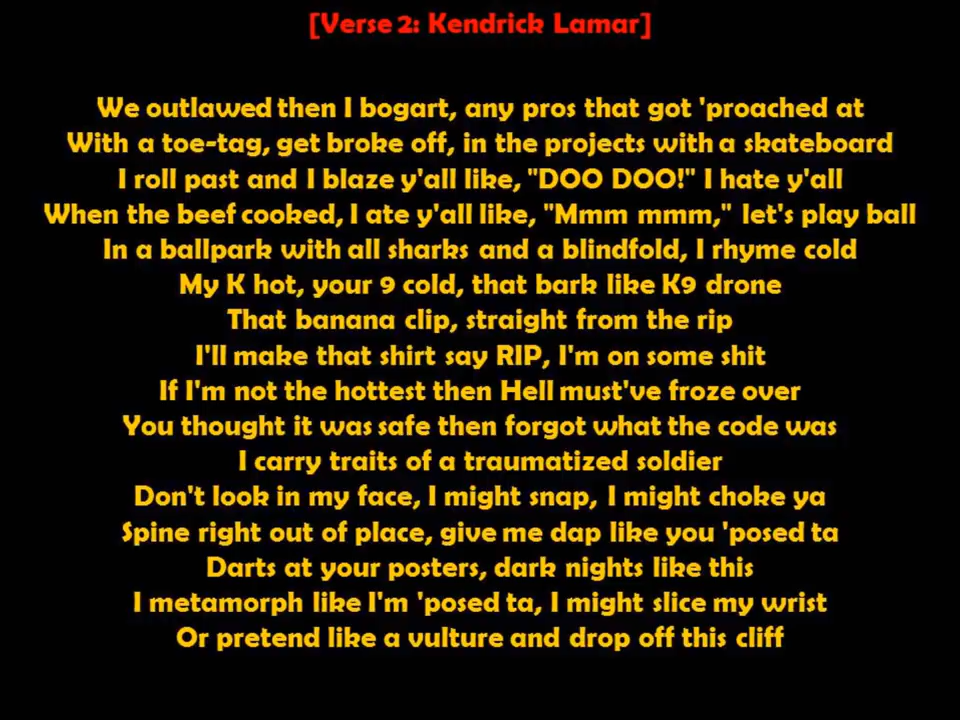 [Verse 2: Kendrick Lamar]
We outlawed then I bogart, any pros that got 'proached at
With a toe-tag, get broke off, in the projects with a skateboard
I roll past and I blaze y'all like, "DOO DOO!" I hate y'all
When the beef cooked, I ate y'all like, "Mmm mmm," let's play ball
In a ballpark with all sharks and a blindfold, I rhyme cold
My K hot, your 9 cold, that bark like K9 drone
That banana clip, straight from the rip
I'll make that shirt say RIP, I'm on some shit
If I'm not the hottest then Hell must've froze over
You thought it was safe then forgot what the code was
I carry traits of a traumatized soldier
Don't look in my face, I might snap, I might choke ya
Spine right out of place, give me dap like you 'posed ta
Darts at your posters, dark nights like this
I metamorph like I'm 'posed ta, I might slice my wrist
Or pretend like a vulture and drop off this cliff